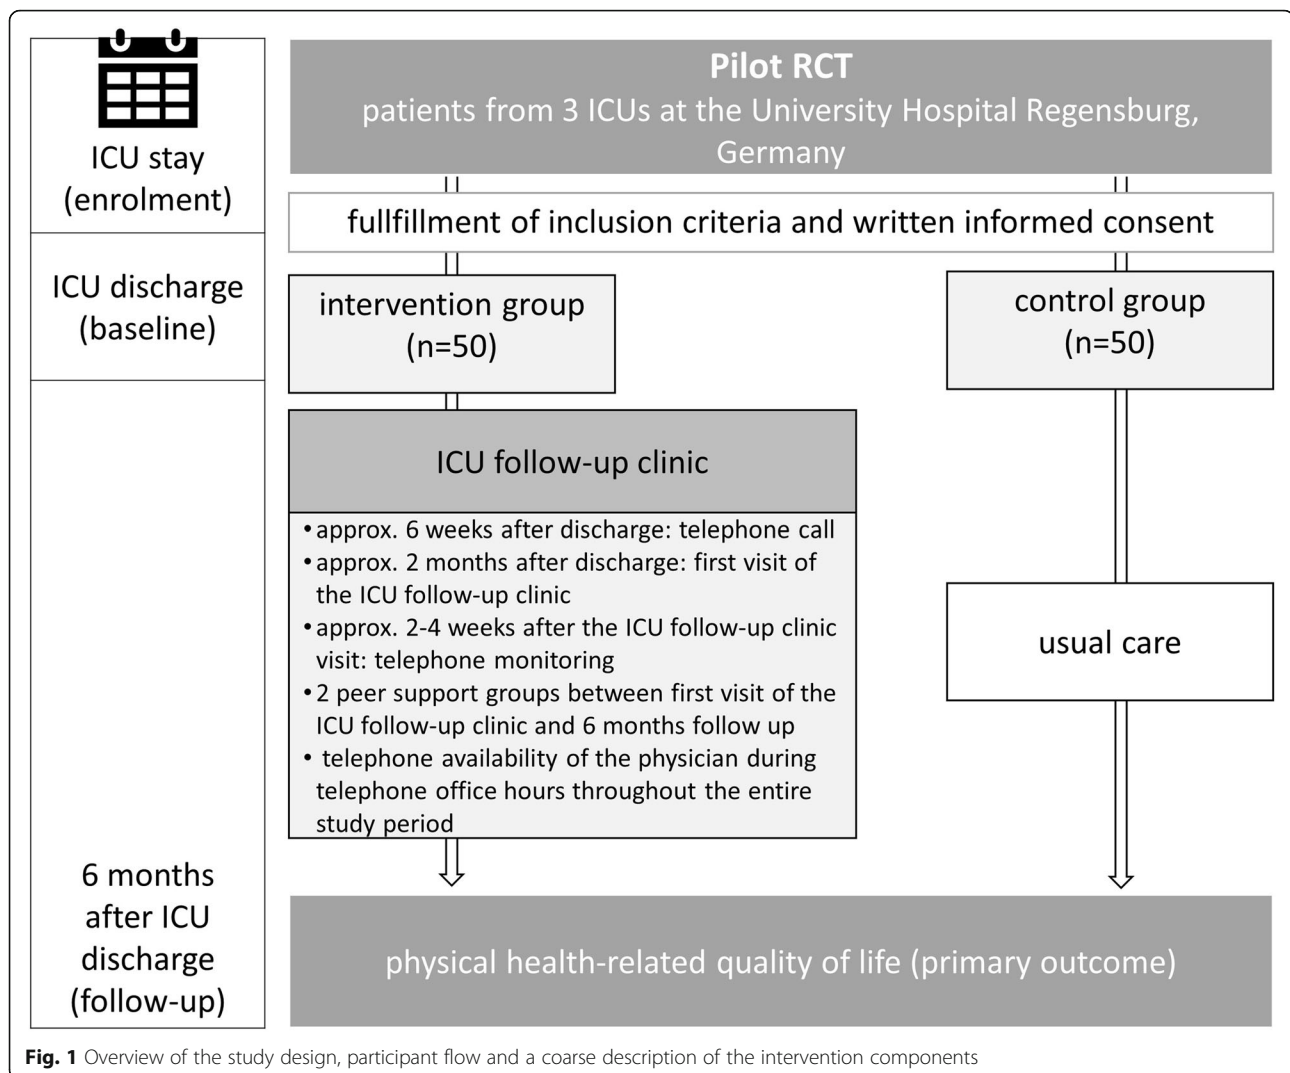 Pilot RCT
patients from 3 ICUs at the University Hospital Regensburg,
Germany
ICU stay
(enrolment)
fullfillment of inclusion criteria and written informed consent
ICU discharge
(baseline)
intervention group
(n=50)
control group
(n=50)
ICU follow-up clinic
• approx. 6 weeks after discharge: telephone call
• approx. 2 months after discharge: first visit of
the ICU follow-up clinic
• approx. 2-4 weeks after the ICU follow-up clinic
visit: telephone monitoring
• 2 peer support groups between first visit of the
ICU follow-up clinic and 6 months follow up
• telephone availability of the physician during
telephone office hours throughout the entire
study period
usual care
6 months
after ICU
discharge
(follow-up)
physical health-related quality of life (primary outcome)
Fig. 1 Overview of the study design, participant flow and a coarse description of the intervention components